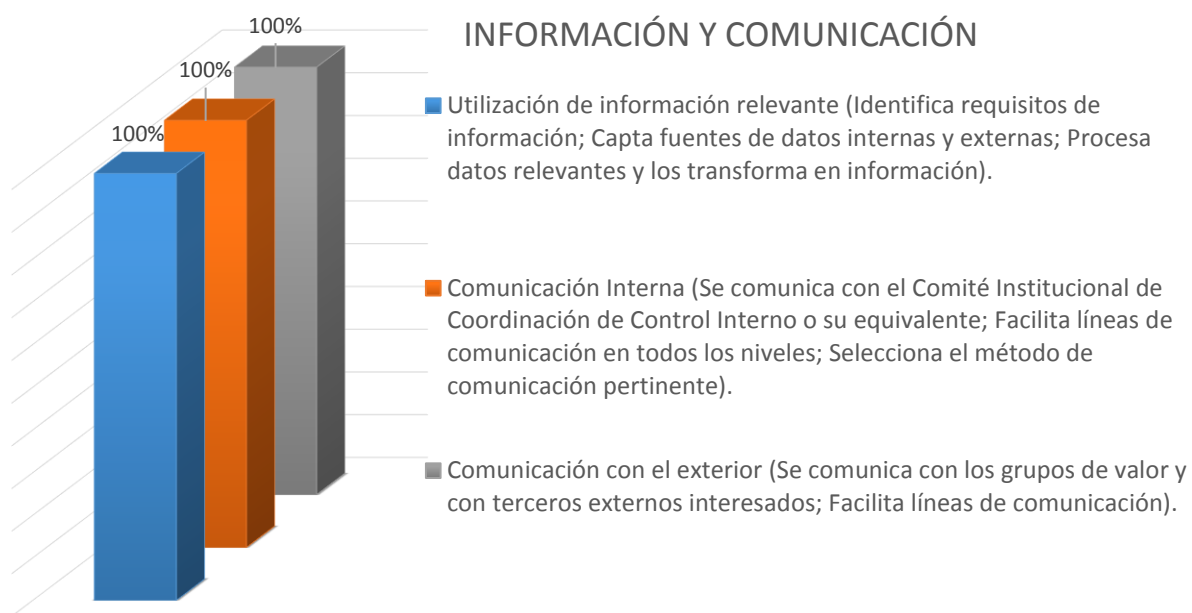 INFORMACIÓN Y COMUNICACIÓN
100%
100%
100%
Utilización de información relevante (Identifica requisitos de
información; Capta fuentes de datos internas y externas; Procesa
datos relevantes y los transforma en información).
Comunicación Interna (Se comunica con el Comité Institucional de
Coordinación de Control Interno o su equivalente; Facilita líneas de
comunicación en todos los niveles; Selecciona el método de
comunicación pertinente).
Comunicación con el exterior (Se comunica con los grupos de valor y
con terceros externos interesados; Facilita líneas de comunicación).